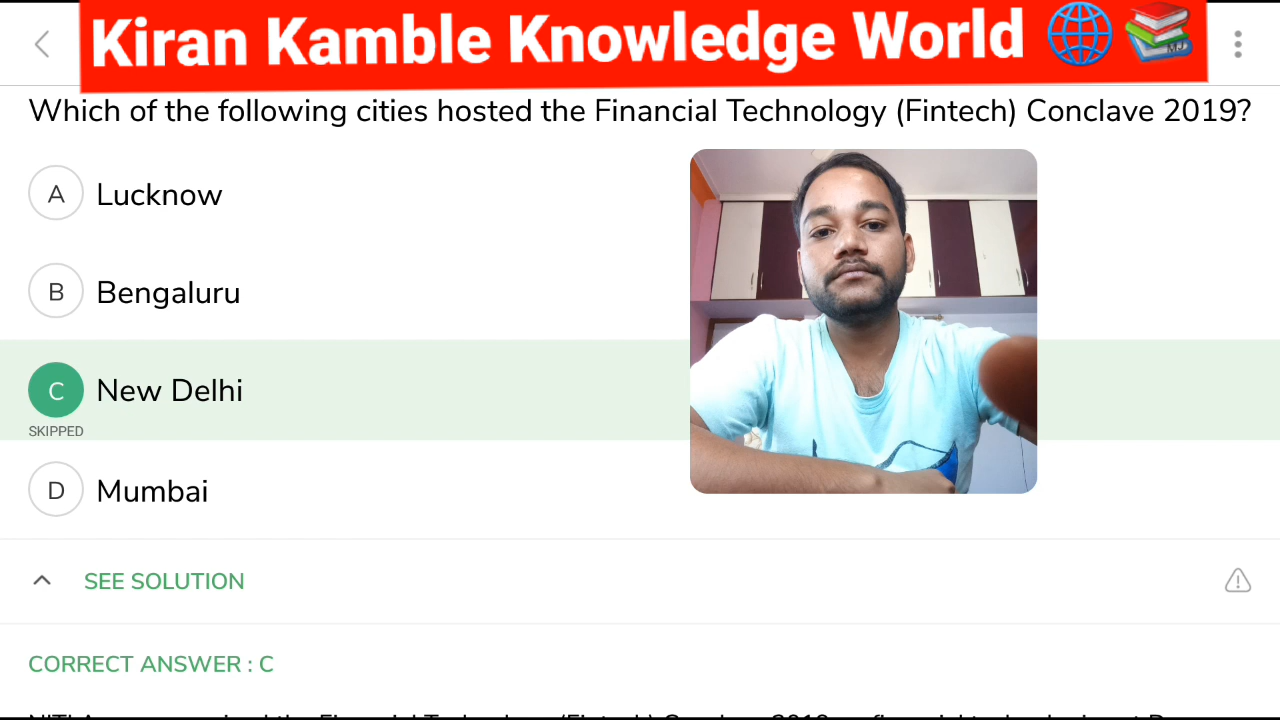 Kiran Kamble Knowledge World
MJ
Which of the following cities hosted the Financial Technology (Fintech) Conclave 2019?
A Lucknow
B Bengaluru
C New Delhi
SKIPPED
D Mumbai
SEE SOLUTION
CORRECT ANSWER : C